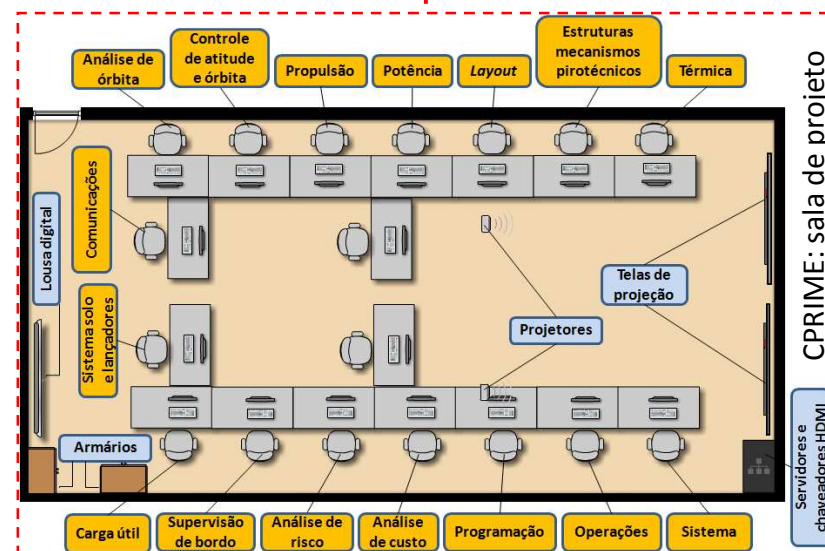 Análise de
órbita
Controle
de atitude
e órbita
Propulsão
Potência
Layout
Estruturas
mecanismos
pirotécnicos
Térmica
Comunicações
Lousa digital
Sistema solo
e lançadores
Projetores
Telas de
projeção
CPRIME: sala de projeto
Armários
Servidores e
chaveadores HDMI
Carga útil
Supervisão
de bordo
Análise de
risco
Análise
de custo
Programação
Operações
Sistema